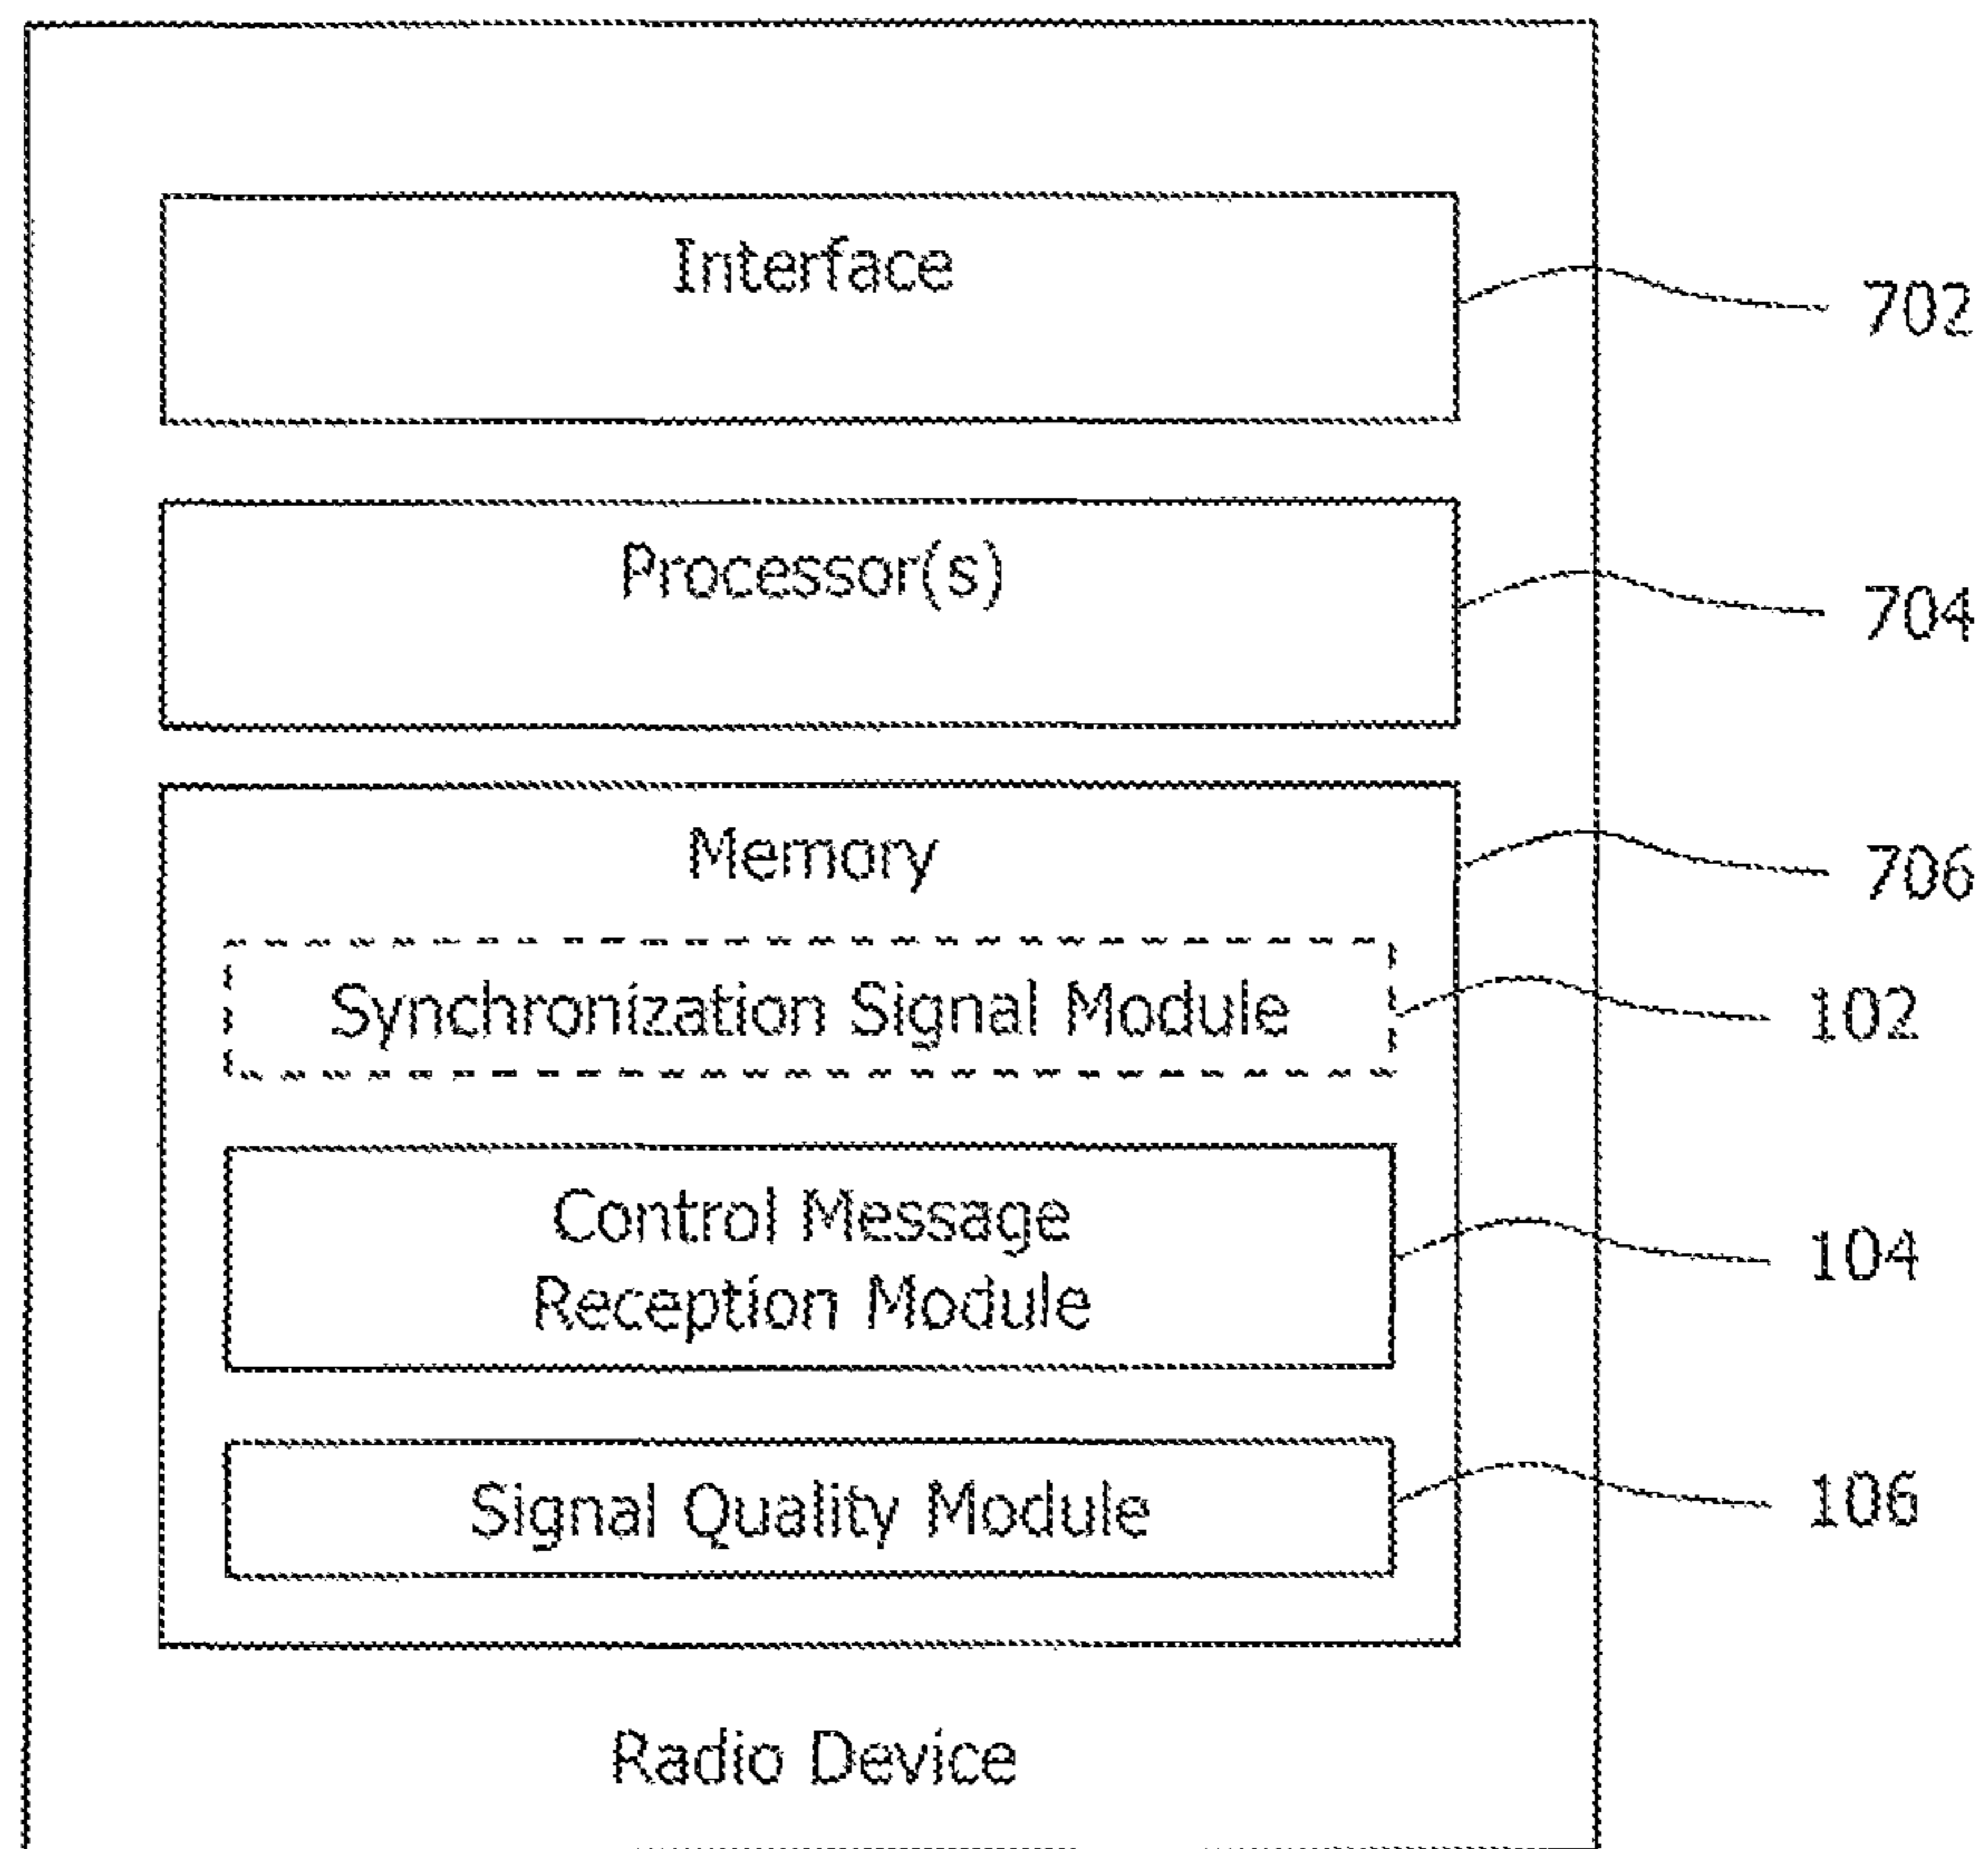 Interface
702
Processor(s)
704
Memory
706
Synchronization Signal Module
102
Control Message
Reception Module
104
Signal Quality Module
106
Radio Device